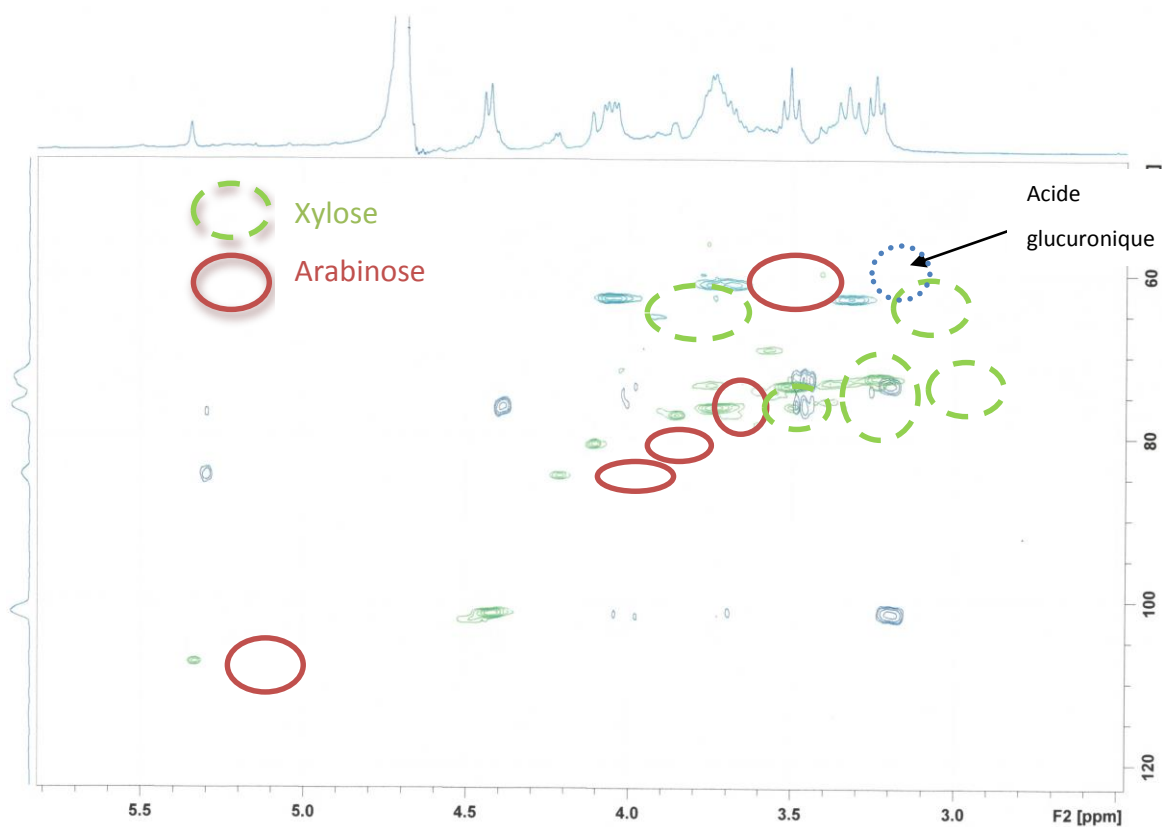 Acide
glucuronique
Xylose
Arabinose
]
60
80
100
120
5.5 5.0 4.5 4.0 3.5 3.0 F2 [ppm]